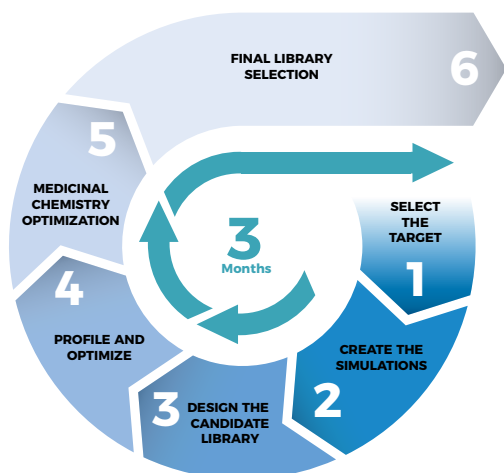 SELECT
THE
TARGET
1
CREATE THE
SIMULATIONS
2
3
DESIGN THE
CANDIDATE
LIBRARY
4
PROFILE AND
OPTIMIZE
5
MEDICINAL
CHEMISTRY
OPTIMIZATION
FINAL LIBRARY
SELECTION
6
3
Months